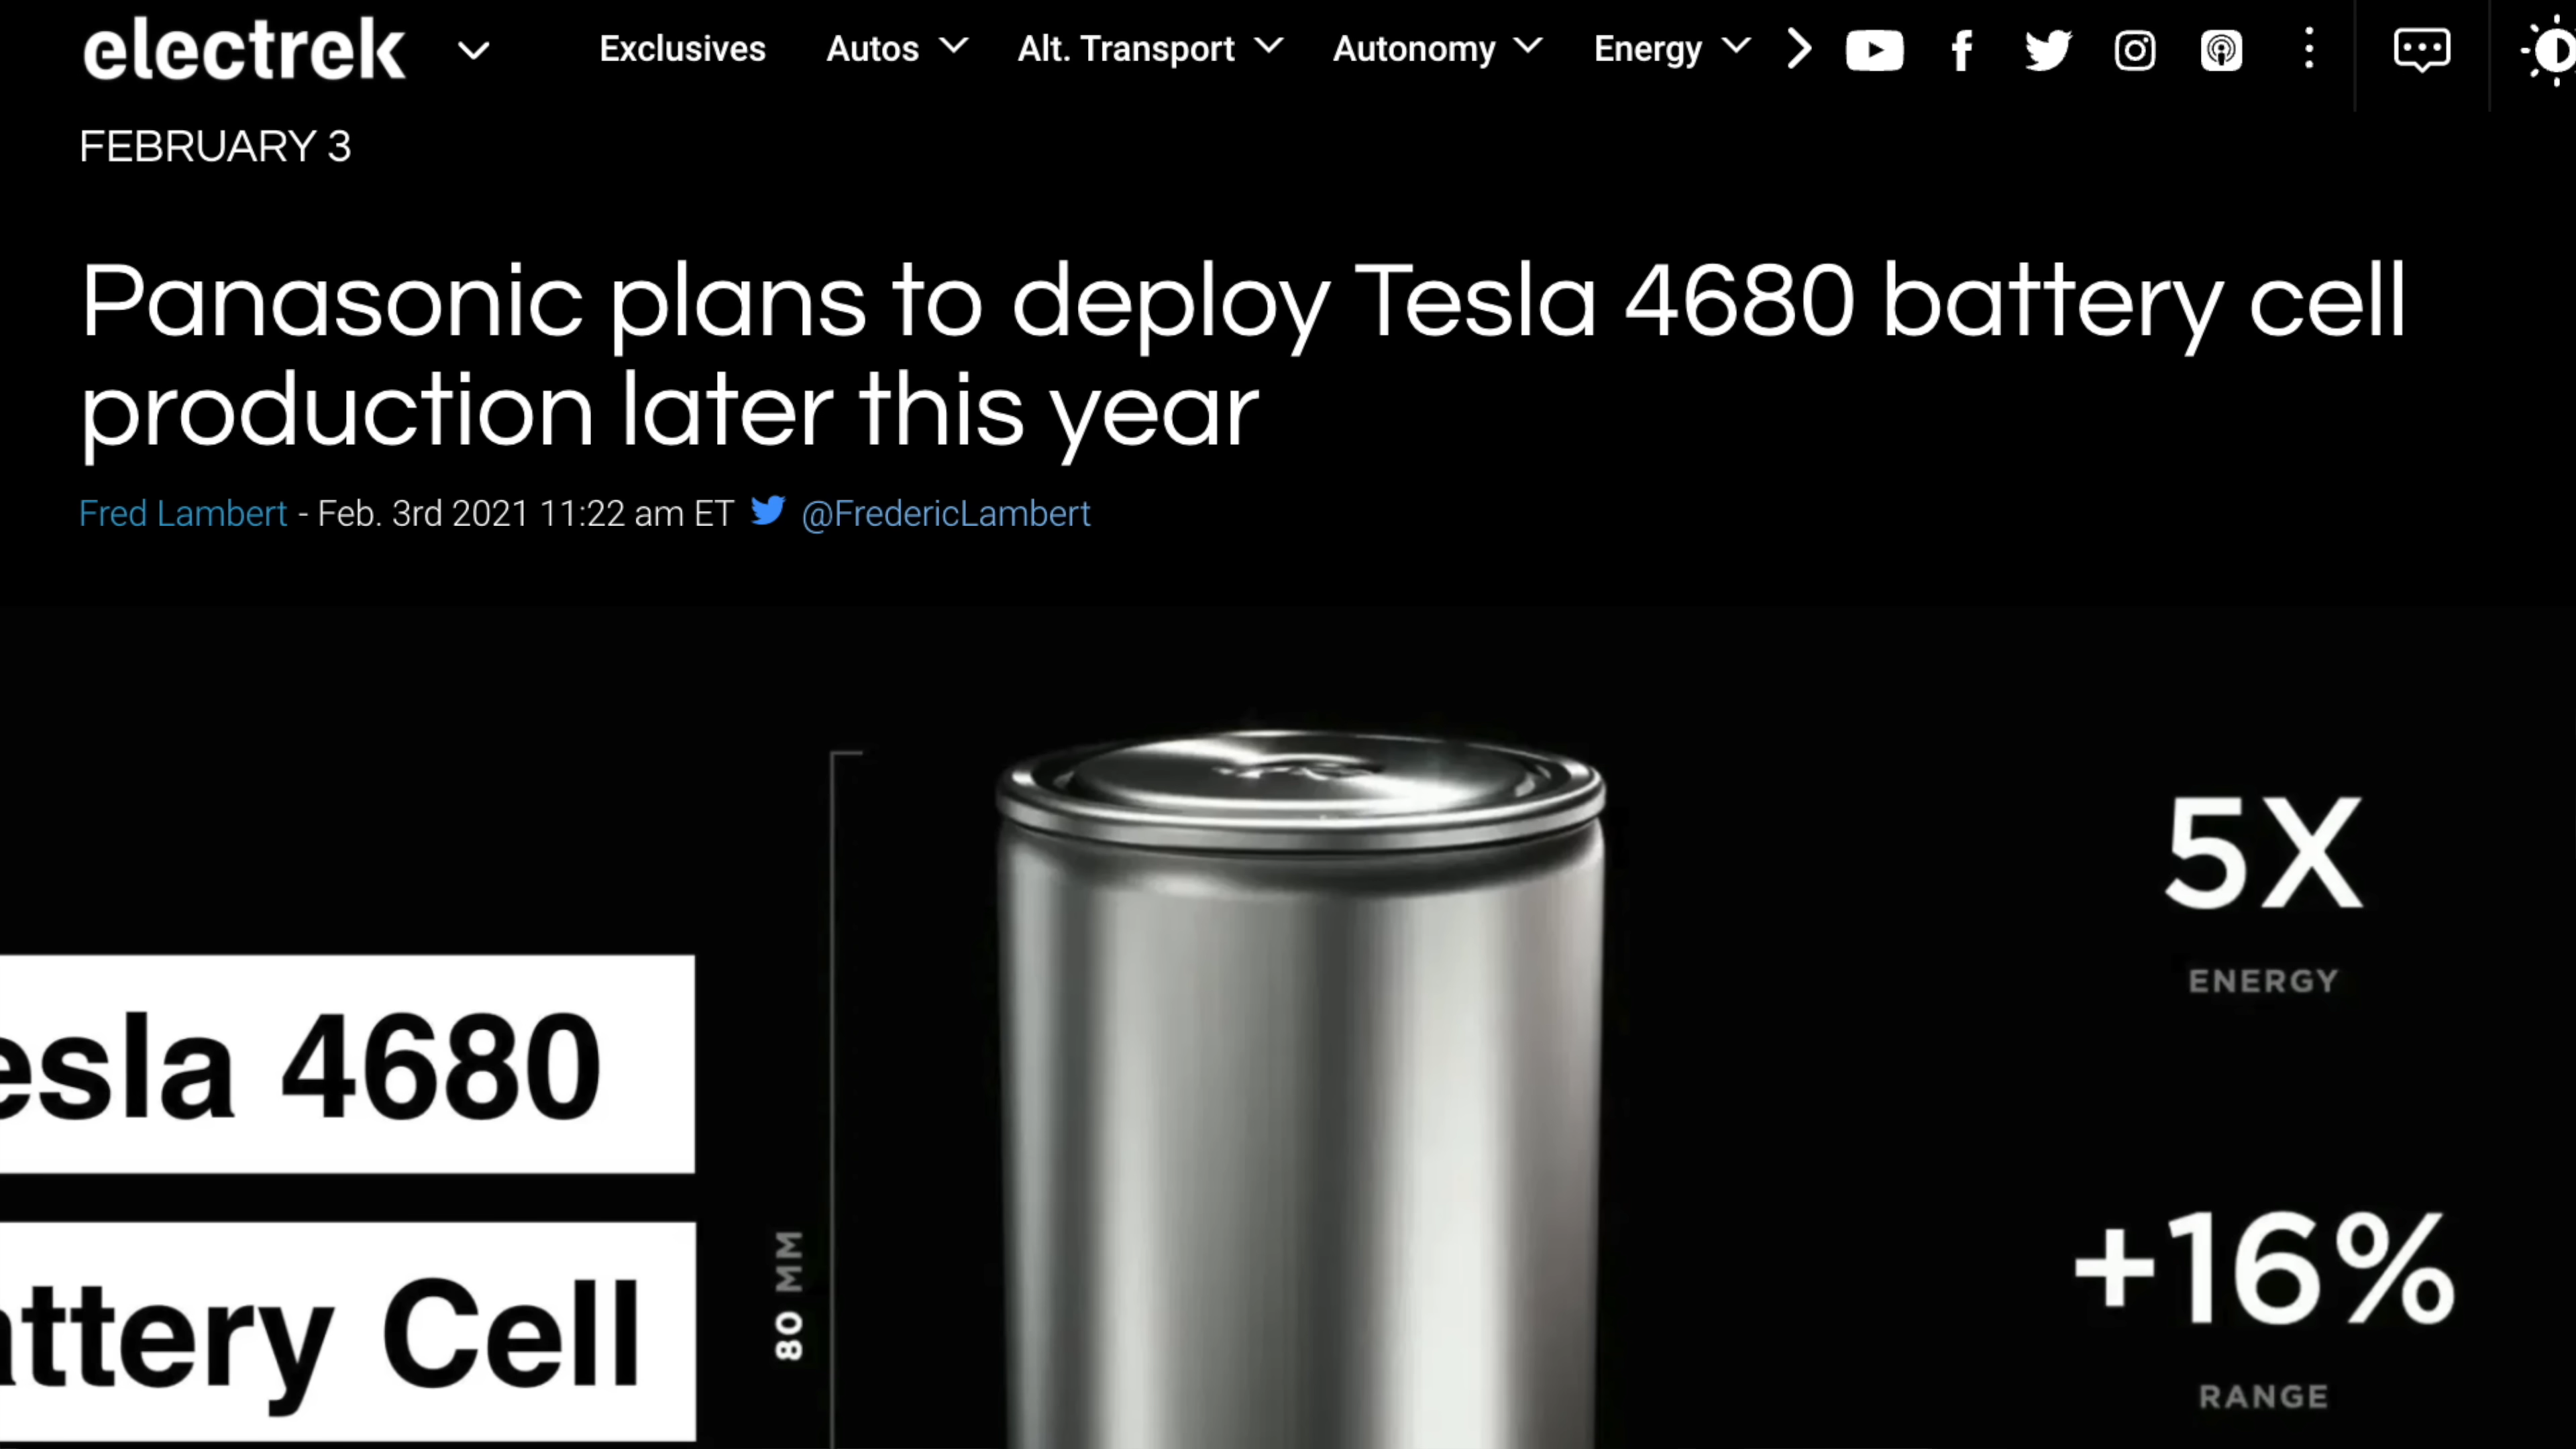 electrek Exclusives Autos Alt. Transport Autonomy Energy
FEBRUARY 3
Panasonic plans to deploy Tesla 4680 battery cell
production later this year
Fred Lambert - Feb. 3rd 2021 11:22 am ET @FredericLambert
5X
ENERGY
esla 4680
+16%
RANGE
attery Cell
80 MM